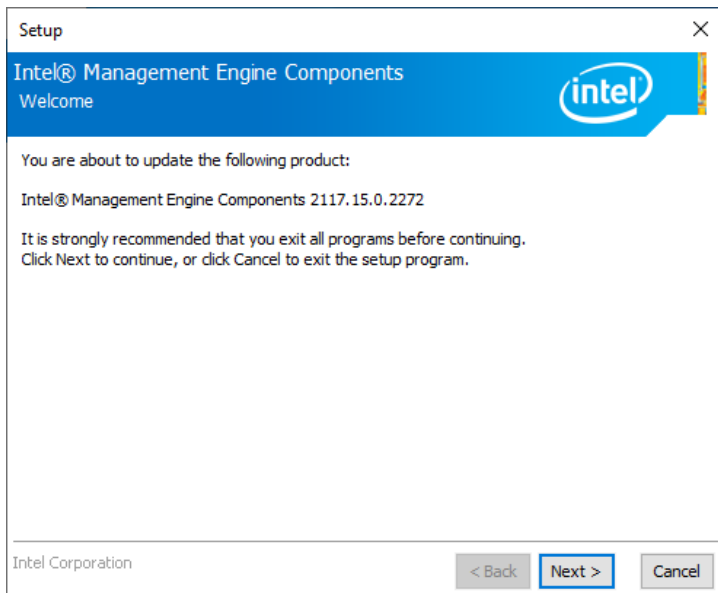 Setup
Intel® Management Engine Components
Welcome
intel
You are about to update the following product:
Intel® Management Engine Components 2117.15.0.2272
It is strongly recommended that you exit all programs before continuing.
Click Next to continue, or click Cancel to exit the setup program.
Intel Corporation
< Back Next > Cancel